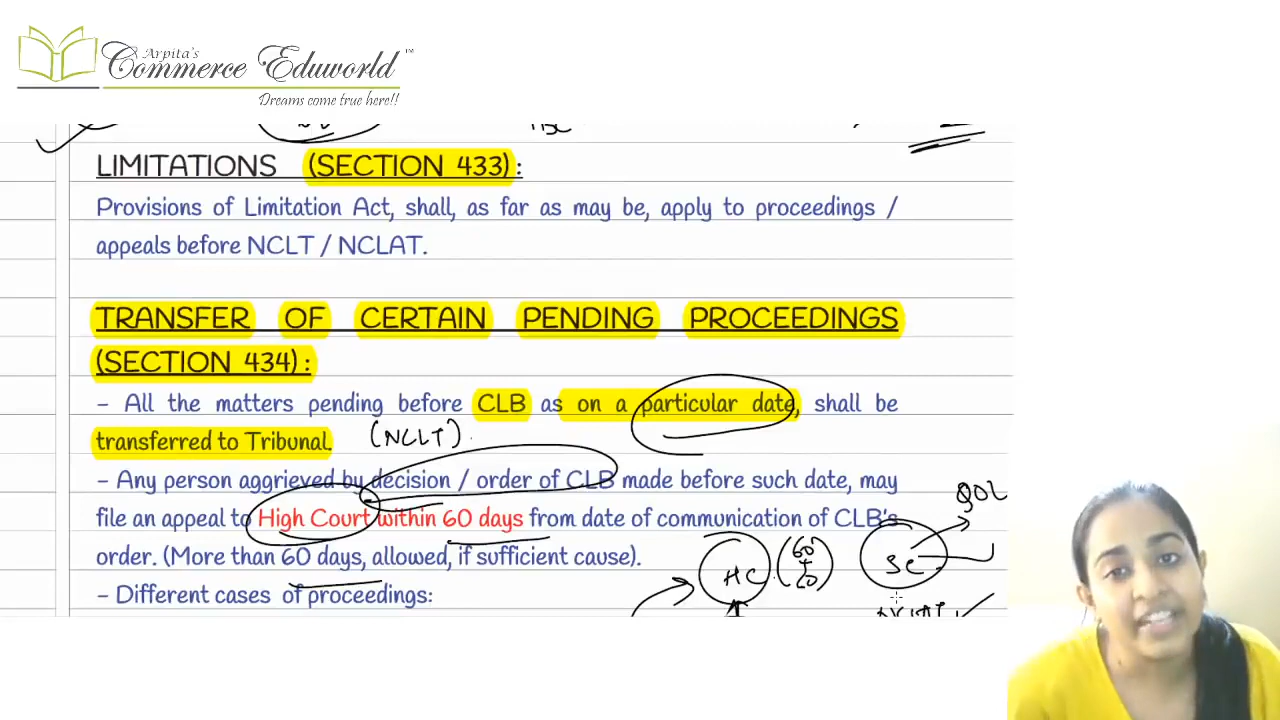 Arpita's
Commerce Eduworld™
Dreams come true here!!
LIMITATIONS (SECTION 433):
Provisions of Limitation Act, shall, as far as may be, apply to proceedings /
appeals before NCLT / NCLAT.
TRANSFER OF CERTAIN PENDING PROCEEDINGS
(SECTION 434):
- All the matters pending before CLB as on a particular date, shall be
transferred to Tribunal. (NCLT)
- Any person aggrieved by decision / order of CLB made before such date, may
QOL
file an appeal to High Court within 60 days from date of communication of CLB's
order. (More than 60 days, allowed, if sufficient cause).
HC (60 + 60) SC
- Different cases of proceedings: